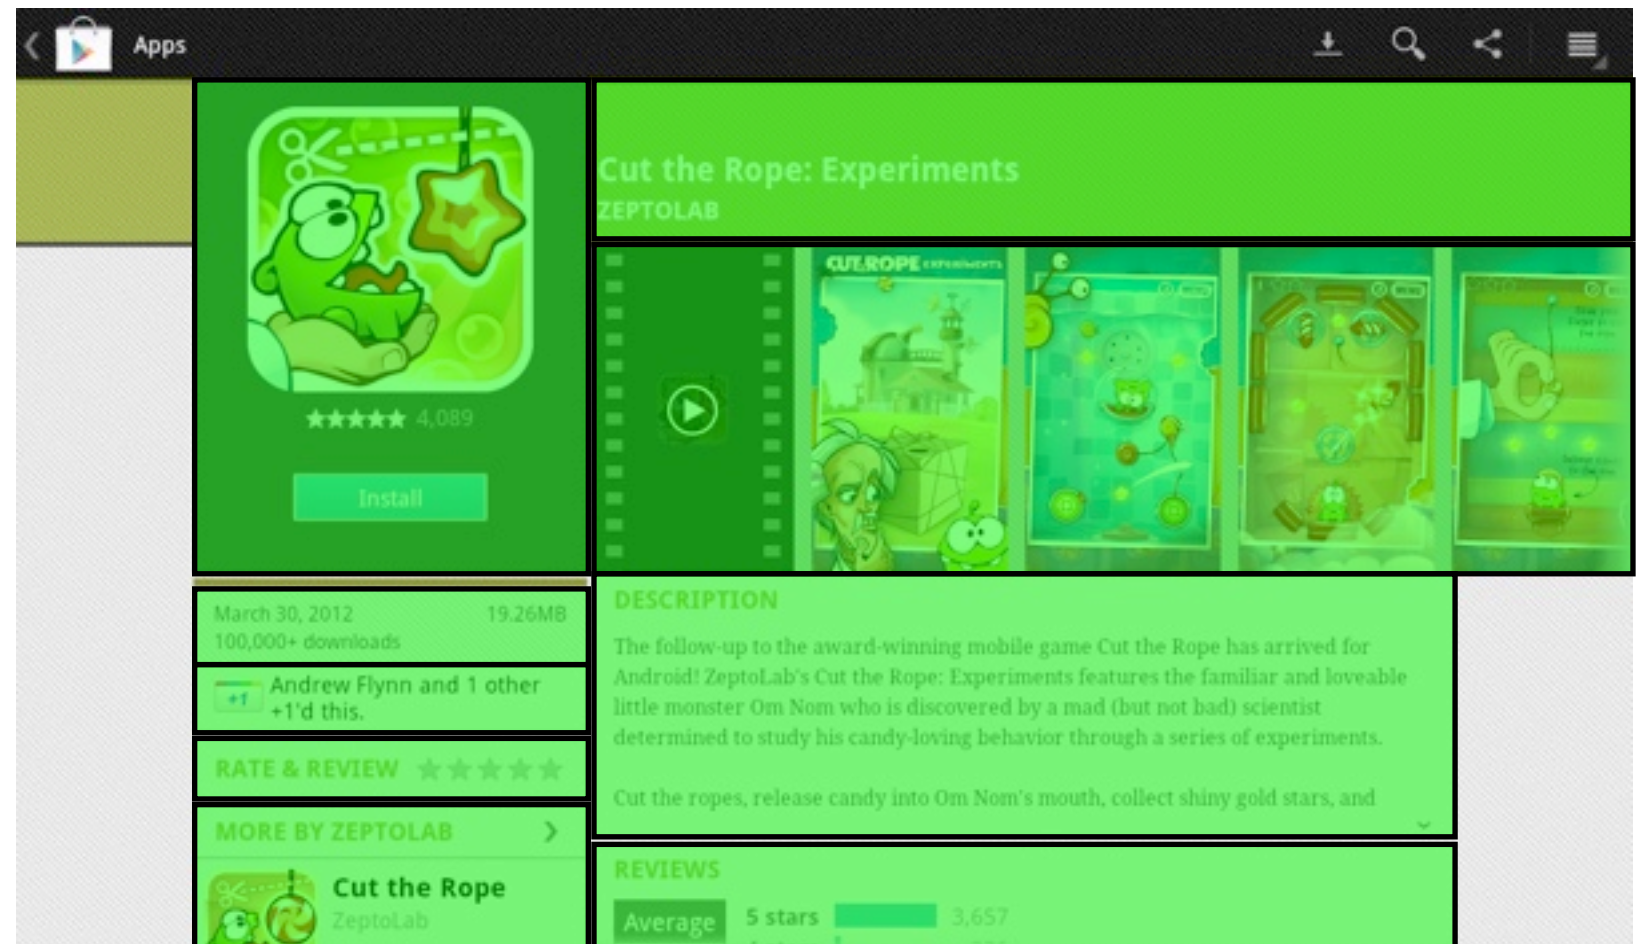 Apps
4,089
Install
Cut the Rope: Experiments
ZEPTOLAB
CUT ROPE EXPERIMENTS
March 30, 2012 19.26MB
100,000+ downloads
+1 Andrew Flynn and 1 other
+1'd this.
RATE & REVIEW
MORE BY ZEPTOLAB
Cut the Rope
ZeptoLab
DESCRIPTION
The follow-up to the award-winning mobile game Cut the Rope has arrived for
Android! ZeptoLab's Cut the Rope: Experiments features the familiar and loveable
little monster Om Nom who is discovered by a mad (but not bad) scientist
determined to study his candy-loving behavior through a series of experiments.
Cut the ropes, release candy into Om Nom's mouth, collect shiny gold stars, and
REVIEWS
Average 5 stars 3,657